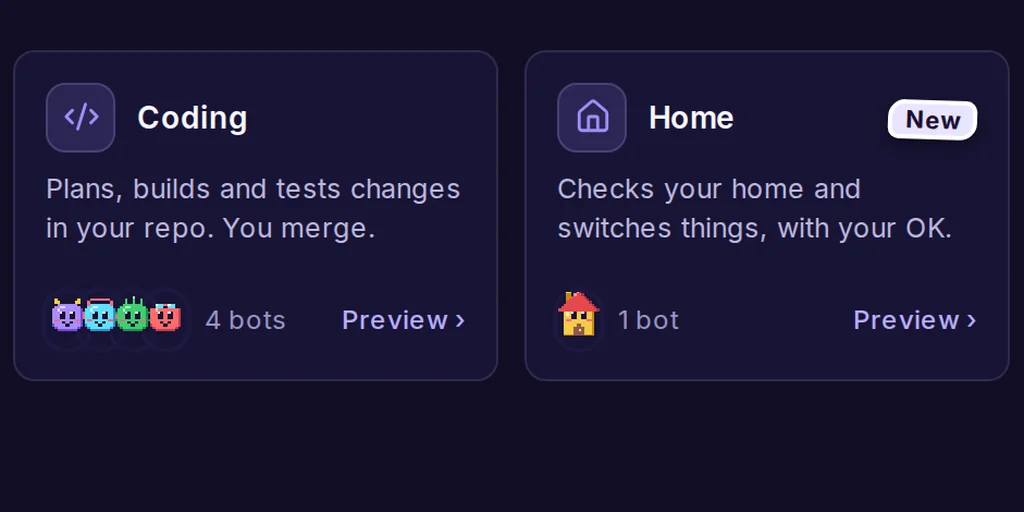 Coding
Plans, builds and tests changes
in your repo. You merge.
4 bots
Preview ›
Home
New
Checks your home and
switches things, with your OK.
1 bot
Preview ›